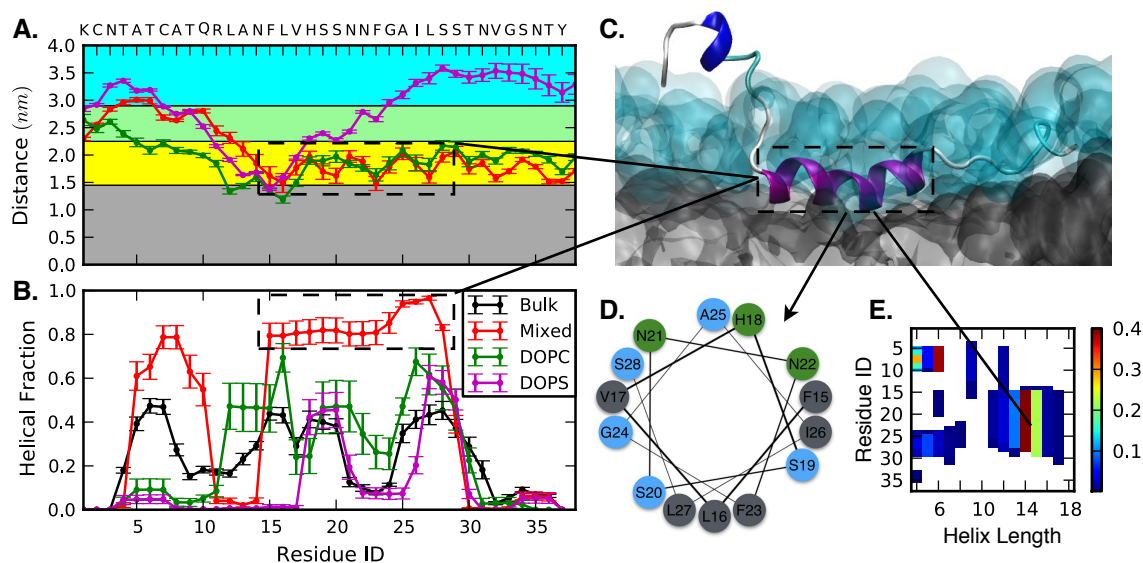 K C N T A T C A T Q R L A N F L V H S S N N F G A I L S S T N V G S N T Y
A.
4.0
3.5
3.0
2.5
2.0
1.5
1.0
0.5
0.0
Distance (nm)
B.
1.0
0.8
0.6
0.4
0.2
0.0
Helical Fraction
5 10 15 20 25 30 35
Residue ID
Bulk
Mixed
DOPC
DOPS
C.
D.
A25
H18
N21
N22
S28
V17
F15
G24
I26
S19
S20
L27
L16
F23
E.
5
10
15
20
25
30
35
Residue ID
6 10 14 18
Helix Length
0.4
0.3
0.2
0.1